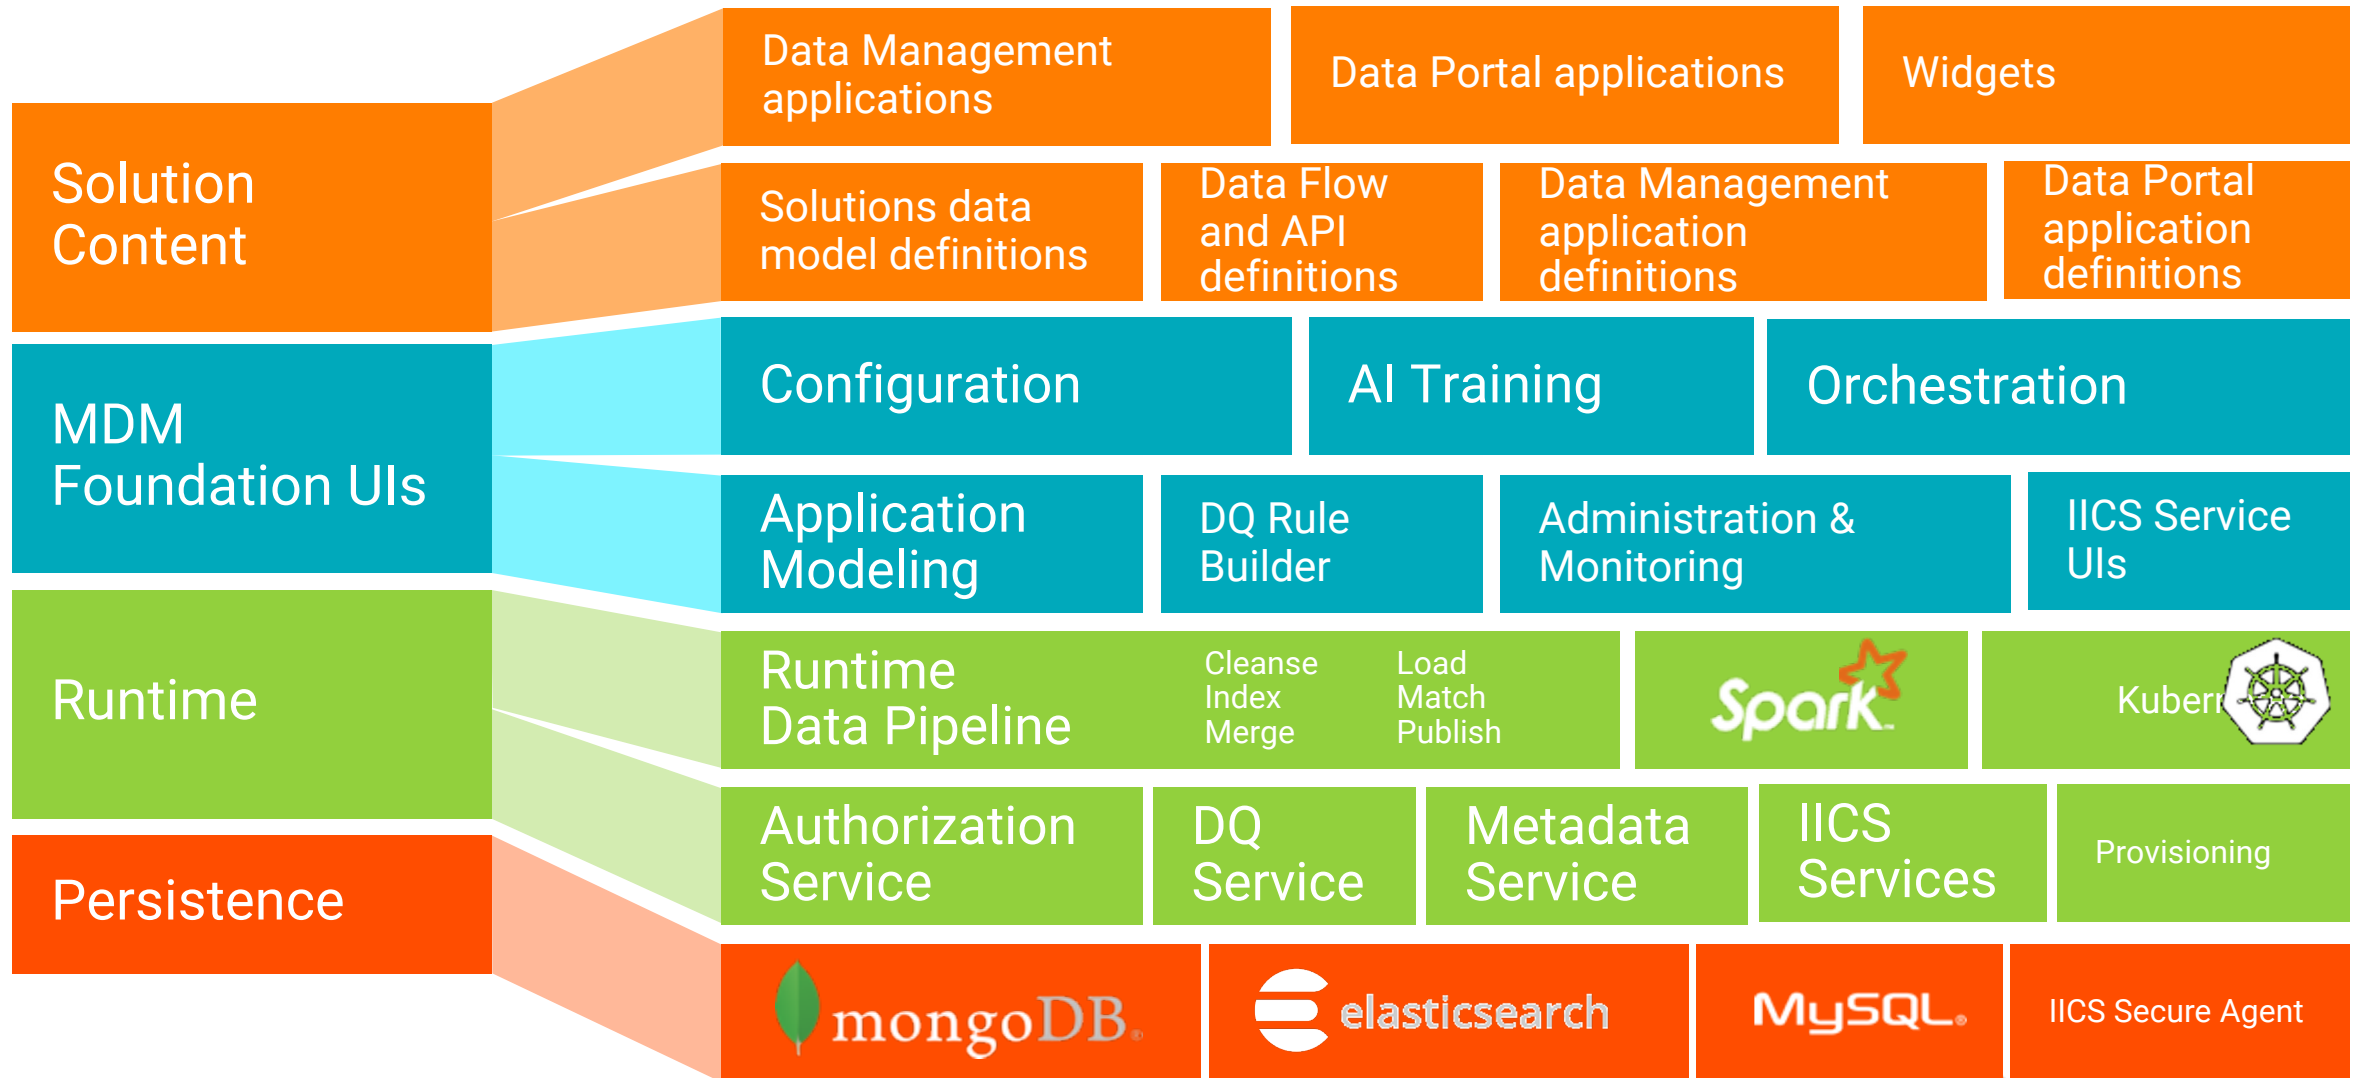 Solution
Content
Data Management
applications
Data Portal applications
Widgets
Solutions data
model definitions
Data Flow
and API
definitions
Data Management
application
definitions
Data Portal
application
definitions
MDM
Foundation UIs
Configuration
AI Training
Orchestration
Application
Modeling
DQ Rule
Builder
Administration &
Monitoring
IICS Service
UIs
Runtime
Runtime
Data Pipeline
Cleanse
Index
Merge
Load
Match
Publish
Spark™
Authorization
Service
DQ
Service
Metadata
Service
IICS
Services
Provisioning
Persistence
mongoDB®
elasticsearch
MySQL®
IICS Secure Agent